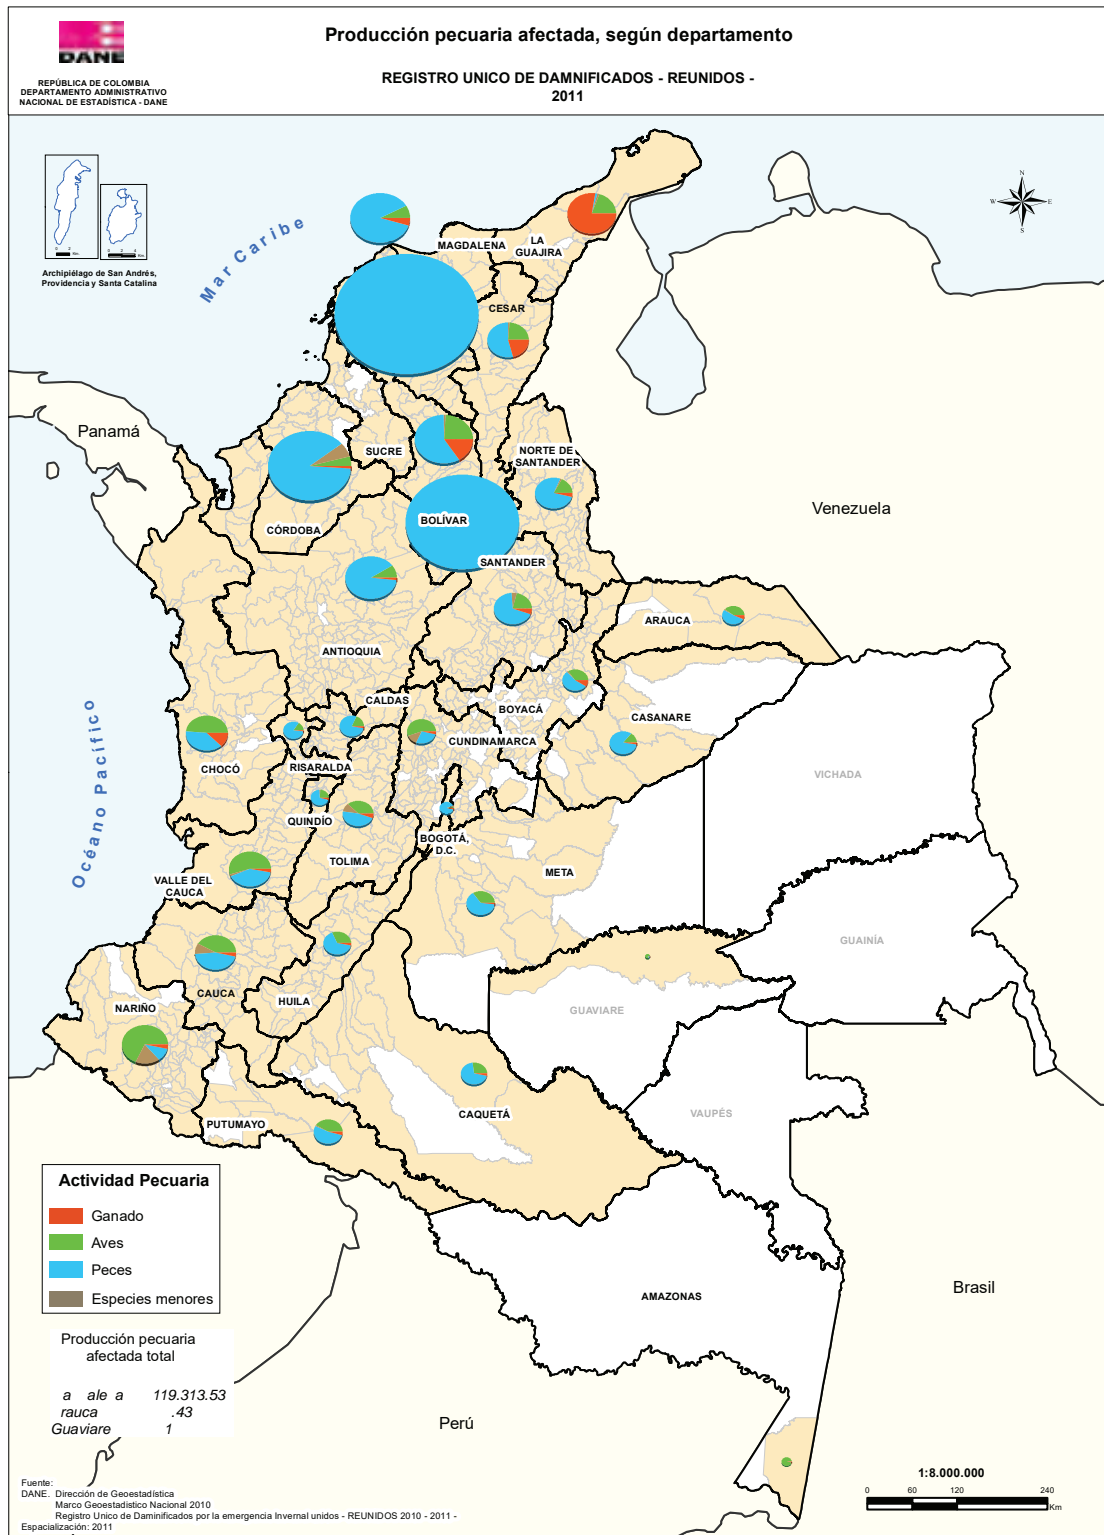 DANE
REPÚBLICA DE COLOMBIA
DEPARTAMENTO ADMINISTRATIVO
NACIONAL DE ESTADÍSTICA - DANE
Producción pecuaria afectada, según departamento
REGISTRO UNICO DE DAMNIFICADOS - REUNIDOS -
2011
Archipiélago de San Andrés,
Providencia y Santa Catalina
Mar Caribe
N
W E
S
MAGDALENA
LA
GUAJIRA
CESAR
Panamá
SUCRE
NORTE DE
SANTANDER
Venezuela
CÓRDOBA
BOLÍVAR
SANTANDER
ARAUCA
ANTIOQUIA
CALDAS
BOYACÁ
CASANARE
Océano Pacífico
CUNDINAMARCA
CHOCÓ
RISARALDA
VICHADA
QUINDÍO
BOGOTÁ,
D.C.
TOLIMA
META
VALLE DEL
CAUCA
GUAINÍA
CAUCA
HUILA
NARIÑO
GUAVIARE
CAQUETÁ
VAUPÉS
PUTUMAYO
Actividad Pecuaria
Ganado
Aves
Peces
Especies menores
AMAZONAS
Brasil
Producción pecuaria
afectada total
a ale a 119.313.53
rauca .43
Guaviare 1
Perú
1:8.000.000
0 60 120 240
Km
Fuente:
DANE. Dirección de Geoestadística
Marco Geoestadistico Nacional 2010
Registro Unico de Daminificados por la emergencia Invernal unidos - REUNIDOS 2010 - 2011 -
Espacialización: 2011